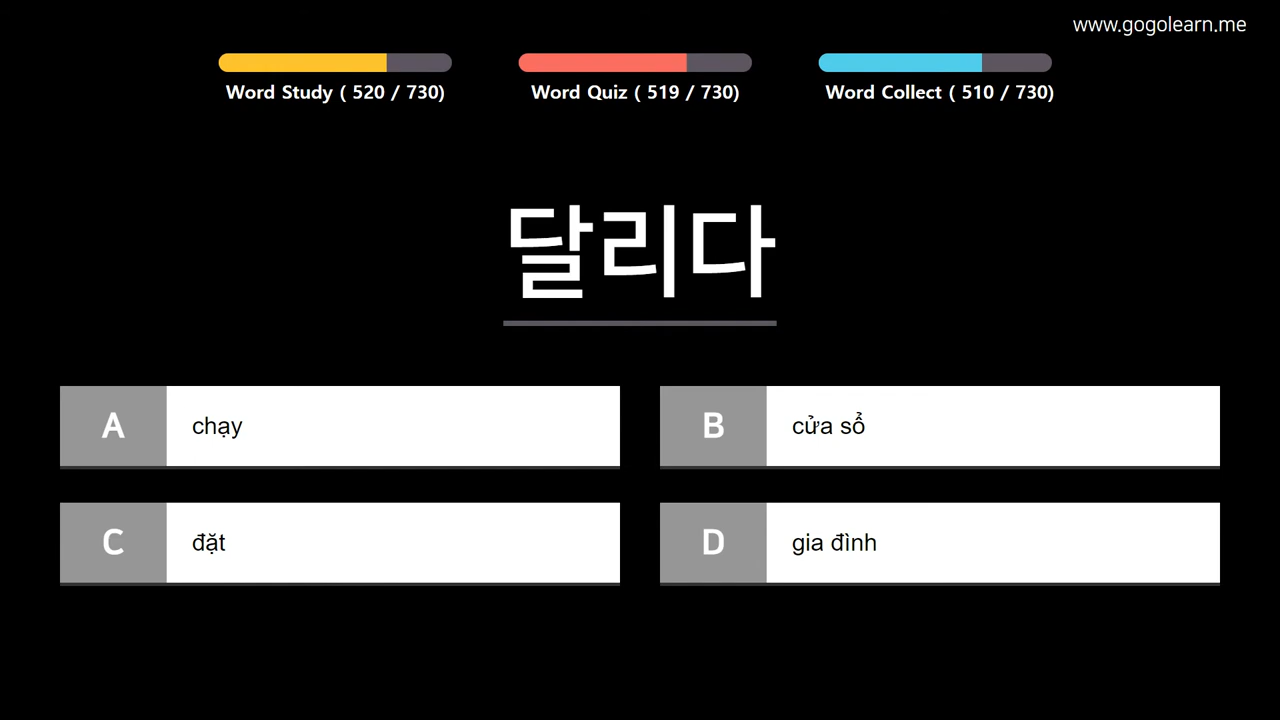 www.gogolearn.me
Word Study ( 520 / 730)
Word Quiz ( 519 / 730)
Word Collect ( 510 / 730)
달리다
A
chạy
B
cửa sổ
C
đặt
D
gia đình